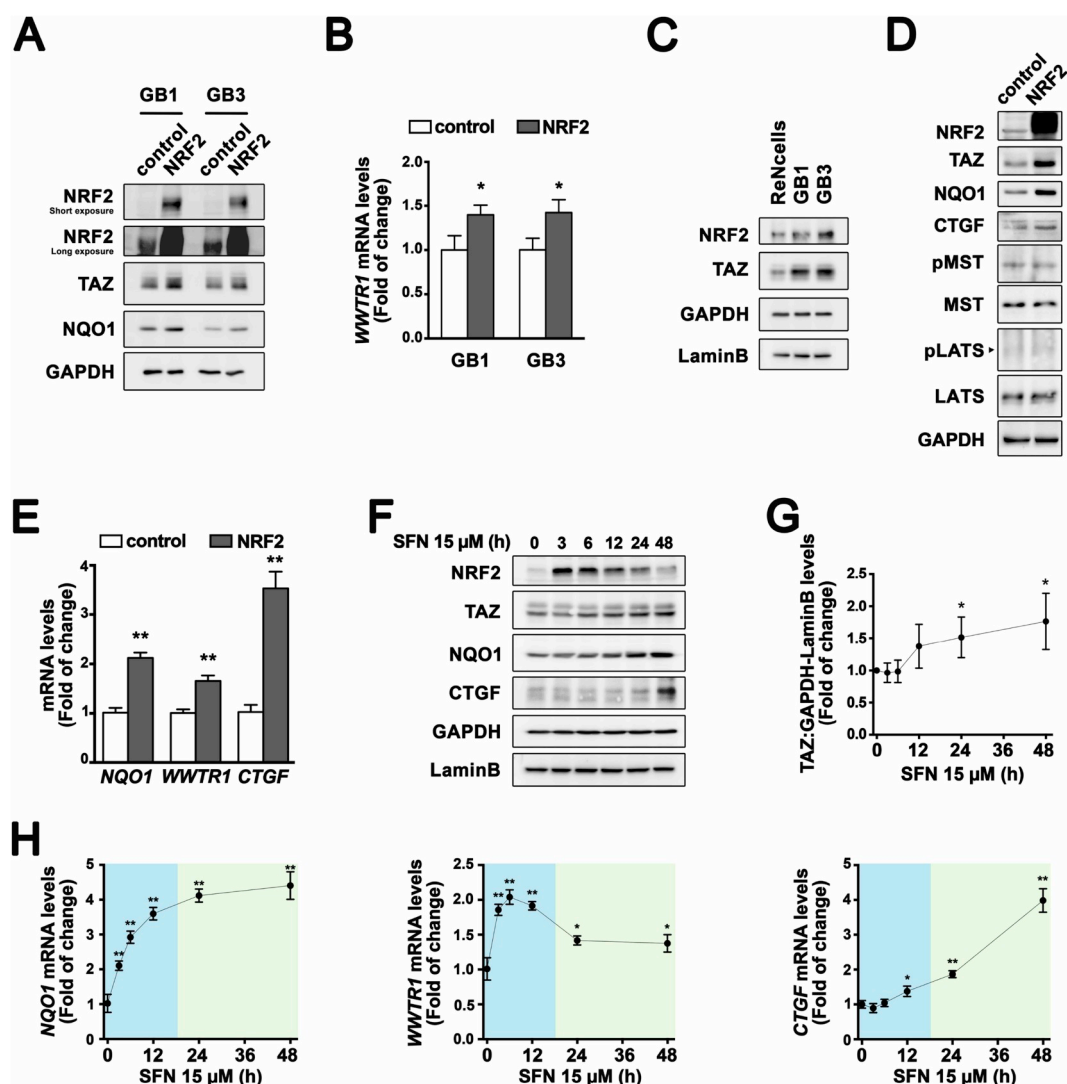 A
GB1 GB3
control NRF2 control NRF2
NRF2
Short exposure
NRF2
Long exposure
TAZ
NQO1
GAPDH
B
control NRF2
WWTR1 mRNA levels
(Fold of change)
2.0
1.5
1.0
0.5
0.0
* *
GB1 GB3
C
ReNcells GB1 GB3
NRF2
TAZ
GAPDH
LaminB
D
control NRF2
NRF2
TAZ
NQO1
CTGF
pMST
MST
pLATS
LATS
GAPDH
E
control NRF2
mRNA levels
(Fold of change)
4
3
2
1
0
** ** **
NQO1 WWTR1 CTGF
F
SFN 15 µM (h) 0 3 6 12 24 48
NRF2
TAZ
NQO1
CTGF
GAPDH
LaminB
G
TAZ:GAPDH-LaminB levels
(Fold of change)
2.5
2.0
1.5
1.0
0.5
0.0
* *
0 12 24 36 48
SFN 15 µM (h)
H
NQO1 mRNA levels
(Fold of change)
5
4
3
2
1
0
** ** ** ** **
0 12 24 36 48
SFN 15 µM (h)
WWTR1 mRNA levels
(Fold of change)
2.5
2.0
1.5
1.0
0.5
0.0
** ** ** * *
0 12 24 36 48
SFN 15 µM (h)
CTGF mRNA levels
(Fold of change)
5
4
3
2
1
0
* ** **
0 12 24 36 48
SFN 15 µM (h)